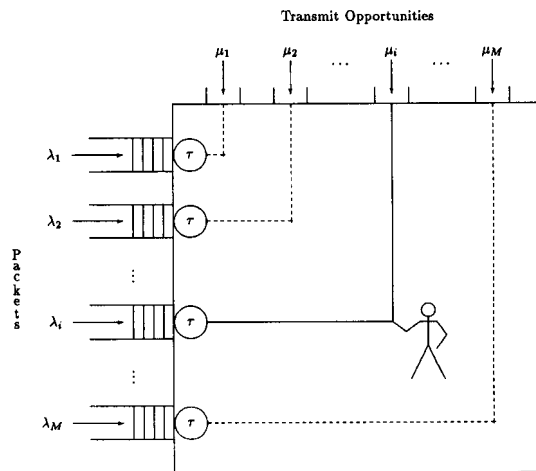 Transmit Opportunities
μ1 μ2 ... μi ... μM
λ1 τ
λ2 τ
...
Packets
λi τ
...
λM τ